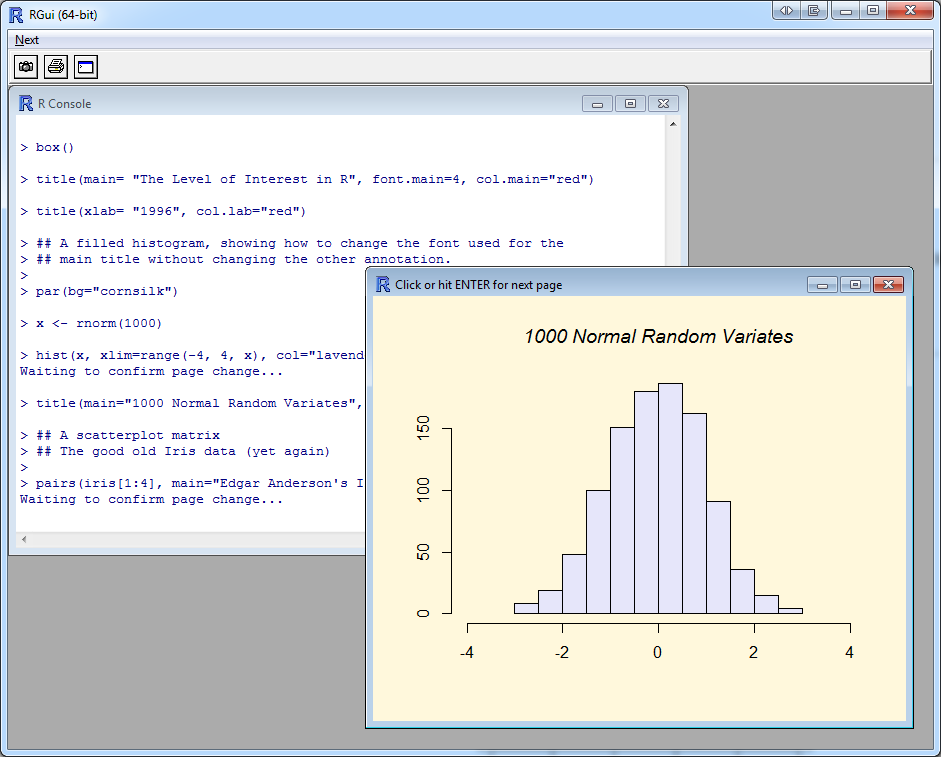 RGui (64-bit)
Next
R Console
> box()
> title(main= "The Level of Interest in R", font.main=4, col.main="red")
> title(xlab= "1996", col.lab="red")
> ## A filled histogram, showing how to change the font used for the
> ## main title without changing the other annotation.
>
> par(bg="cornsilk")
> x <- rnorm(1000)
> hist(x, xlim=range(-4, 4, x), col="lavend
Waiting to confirm page change...
> title(main="1000 Normal Random Variates",
> ## A scatterplot matrix
> ## The good old Iris data (yet again)
>
> pairs(iris[1:4], main="Edgar Anderson's I
Waiting to confirm page change...
Click or hit ENTER for next page
1000 Normal Random Variates
150
100
50
0
-4 -2 0 2 4